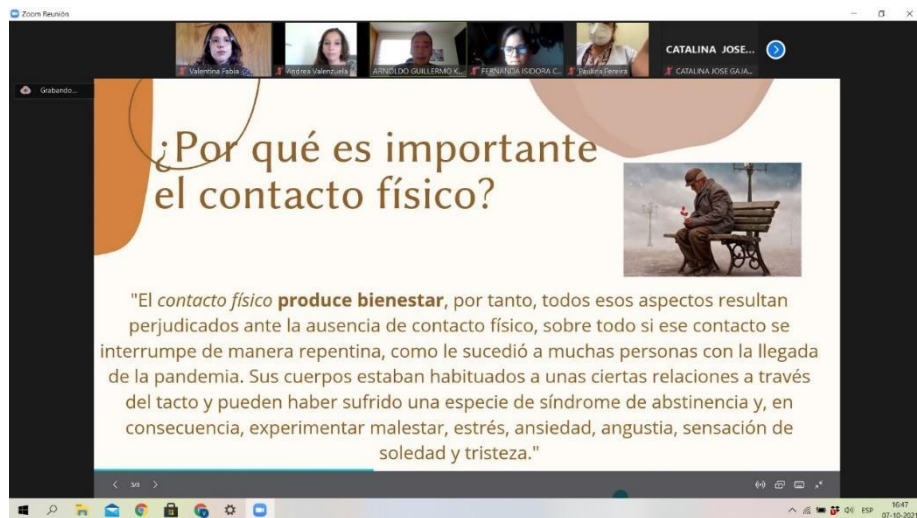 Zoom Reunión
Valentina Fabia
Andrea Valenzuela
ARNOLDO GUILLERMO K...
FERNANDA ISIDORA C...
Paulina Pereira
CATALINA JOSE...
CATALINA JOSE GAJA...
Grabando...
¿Por qué es importante
el contacto físico?
"El contacto físico produce bienestar, por tanto, todos esos aspectos resultan
perjudicados ante la ausencia de contacto físico, sobre todo si ese contacto se
interrumpe de manera repentina, como le sucedió a muchas personas con la llegada
de la pandemia. Sus cuerpos estaban habituados a unas ciertas relaciones a través
del tacto y pueden haber sufrido una especie de síndrome de abstinencia y, en
consecuencia, experimentar malestar, estrés, ansiedad, angustia, sensación de
soledad y tristeza."
ESP
16:47
07-10-2021